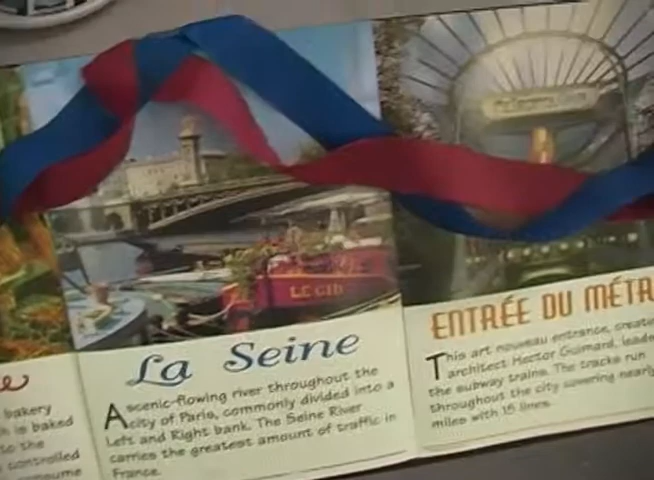 LE CID
La Seine
A scenic-flowing river throughout the
city of Paris, commonly divided into a
Left and Right bank. The Seine River
carries the greatest amount of traffic in
France.
ENTRÉE DU MÉTR
This art nouveau entrance, create
architect Hector Guimard, lead
the subway trains. The tracks run
throughout the city covering nearly
miles with 15 lines.
bakery
is baked
to the
controlled